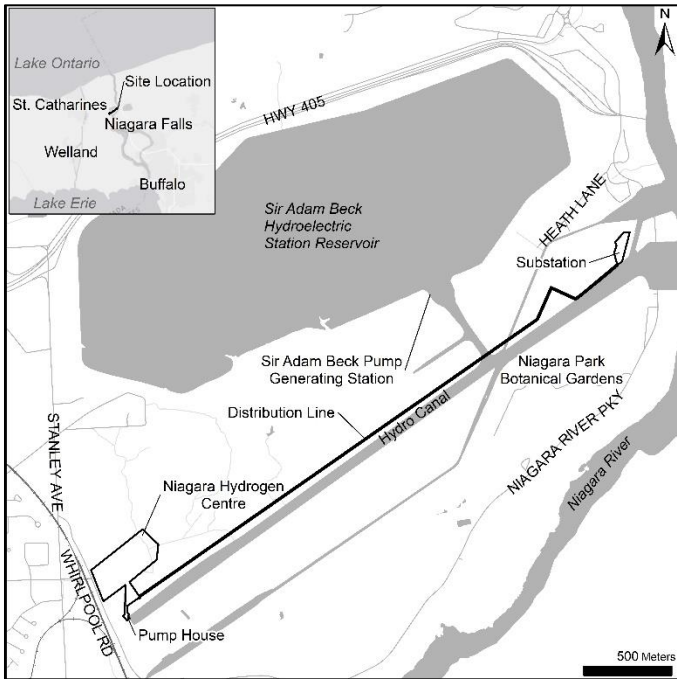 Lake Ontario
Site Location
St. Catharines
Niagara Falls
Welland
Buffalo
Lake Erie
N
HWY 405
Sir Adam Beck
Hydroelectric
Station Reservoir
HEATH LANE
Substation
Sir Adam Beck Pump
Generating Station
Niagara Park
Botanical Gardens
Distribution Line
Hydro Canal
NIAGARA RIVER PKY
Niagara River
STANLEY AVE
Niagara Hydrogen
Centre
WHIRLPOOL RD
Pump House
500 Meters